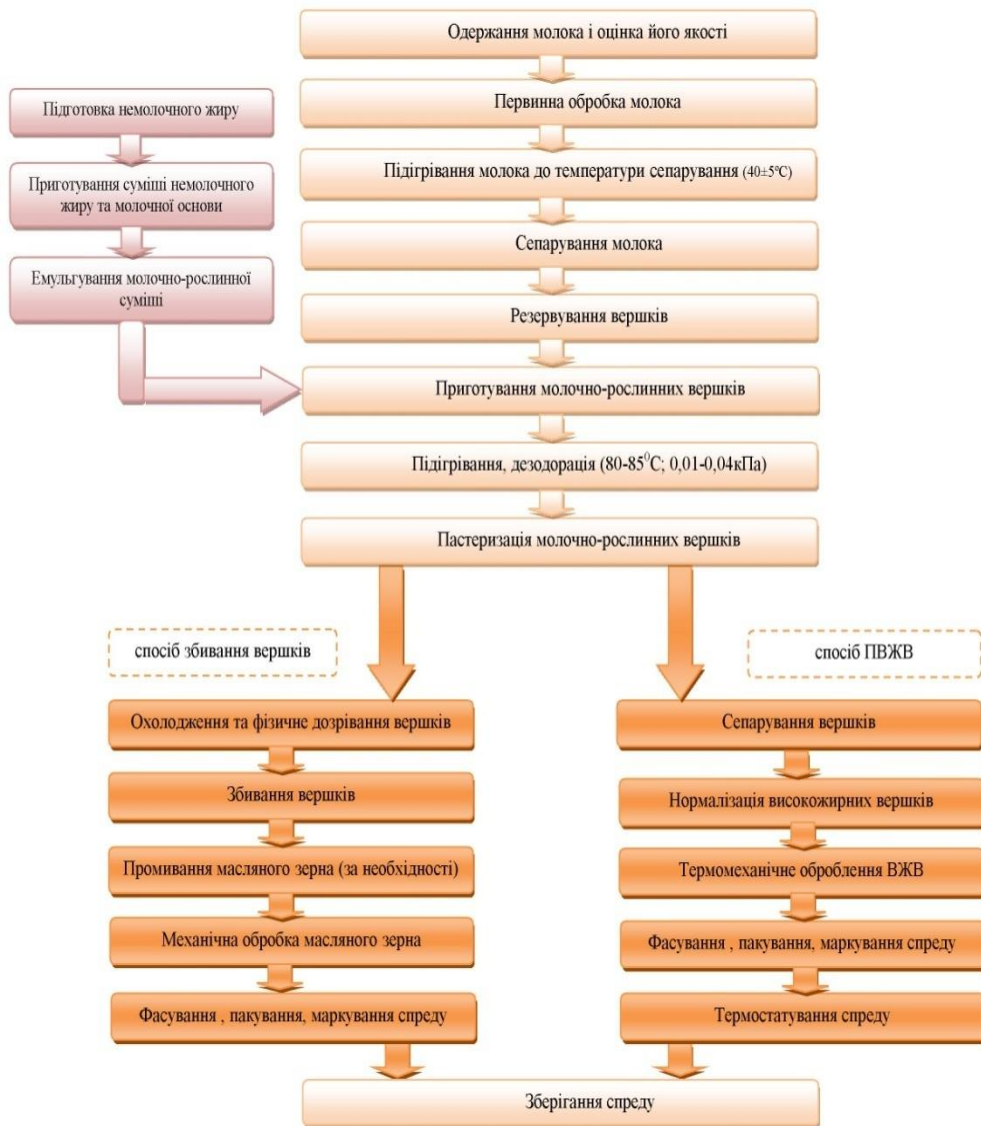 Одержання молока і оцінка його якості
Первинна обробка молока
Підігрівання молока до температури сепарування (40±5ºС)
Сепарування молока
Резервування вершків
Підготовка немолочного жиру
Приготування суміші немолочного
жиру та молочної основи
Емульгування молочно-рослинної
суміші
Приготування молочно-рослинних вершків
Підігрівання, дезодорація (80-85⁰С; 0,01-0,04кПа)
Пастеризація молочно-рослинних вершків
спосіб збивання вершків
Охолодження та фізичне дозрівання вершків
Збивання вершків
Промивання масляного зерна (за необхідності)
Механічна обробка масляного зерна
Фасування , пакування, маркування спреду
спосіб ПВЖВ
Сепарування вершків
Нормалізація високожирних вершків
Термомеханічне оброблення ВЖВ
Фасування , пакування, маркування спреду
Термостатування спреду
Зберігання спреду